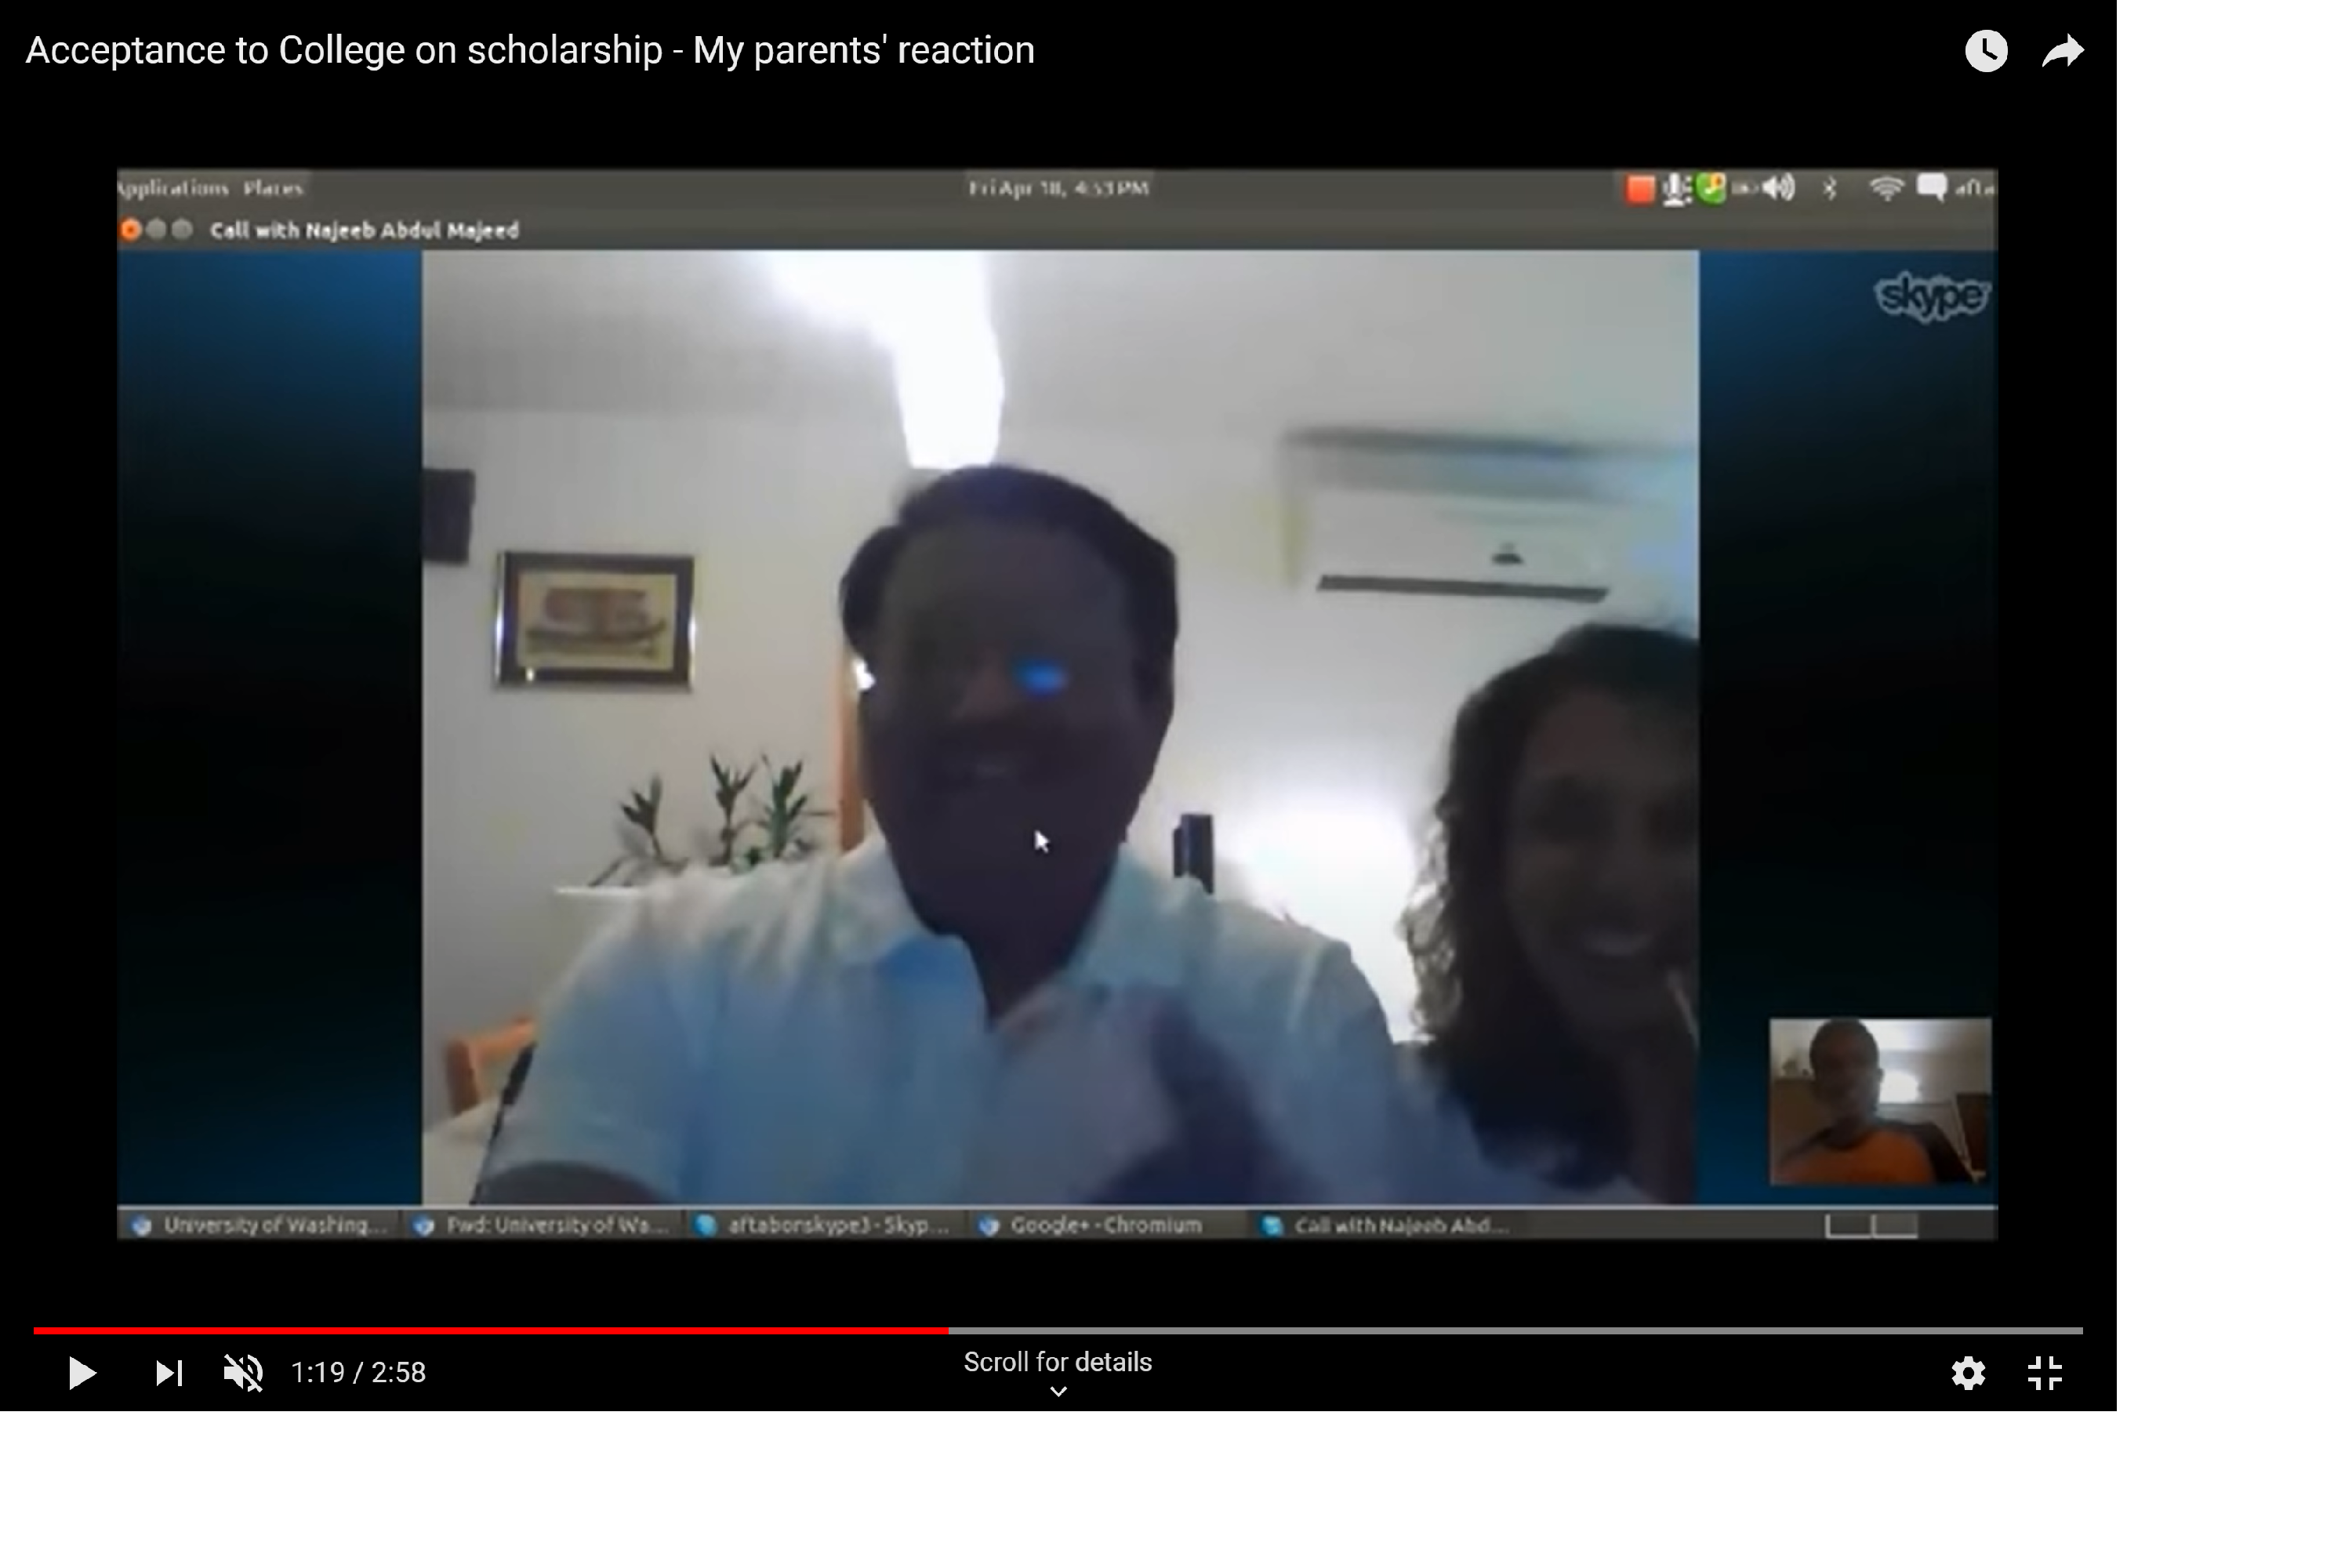 Acceptance to College on scholarship - My parents' reaction
Applications Places
Fri Apr 18, 4:53 PM
afta
Call with Najeeb Abdul Majeed
skype
University of Washing...
Fwd: University of Wa...
aftabonskype3 - Skyp...
Google+ - Chromium
Call with Najeeb Abd...
1:19 / 2:58
Scroll for details